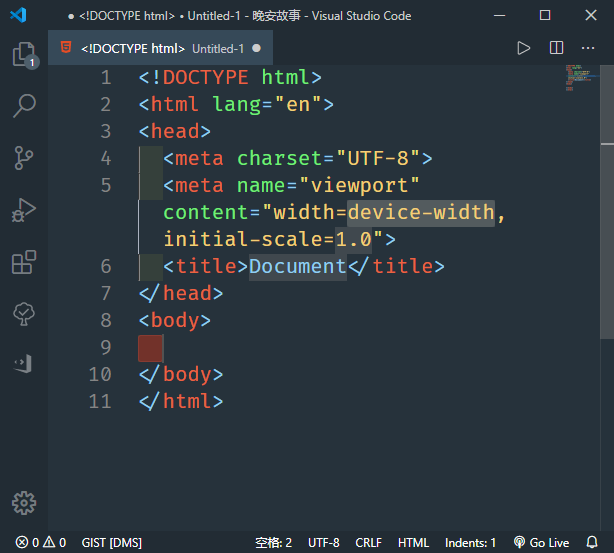 ● <!DOCTYPE html> • Untitled-1 - 晚安故事 - Visual Studio Code
<!DOCTYPE html> Untitled-1 ●
1
1 <!DOCTYPE html>
2 <html lang="en">
3 <head>
4 <meta charset="UTF-8">
5 <meta name="viewport"
content="width=device-width,
initial-scale=1.0">
6 <title>Document</title>
7 </head>
8 <body>
9
10 </body>
11 </html>
0 0 GIST [DMS] 空格: 2 UTF-8 CRLF HTML Indents: 1 Go Live